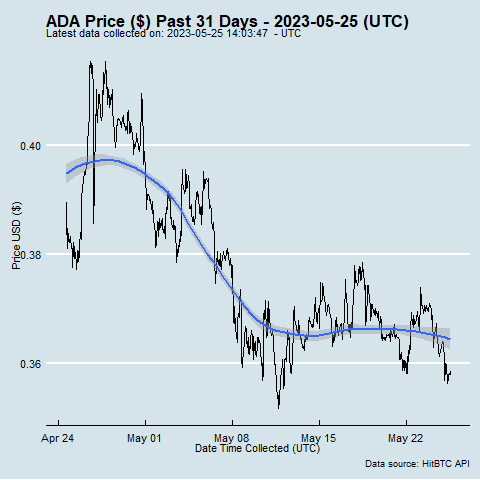 ADA Price ($) Past 31 Days - 2023-05-25 (UTC)
Latest data collected on: 2023-05-25 14:03:47 - UTC
0.40
0.38
0.36
Price USD ($)
Apr 24
May 01
May 08
May 15
May 22
Date Time Collected (UTC)
Data source: HitBTC API